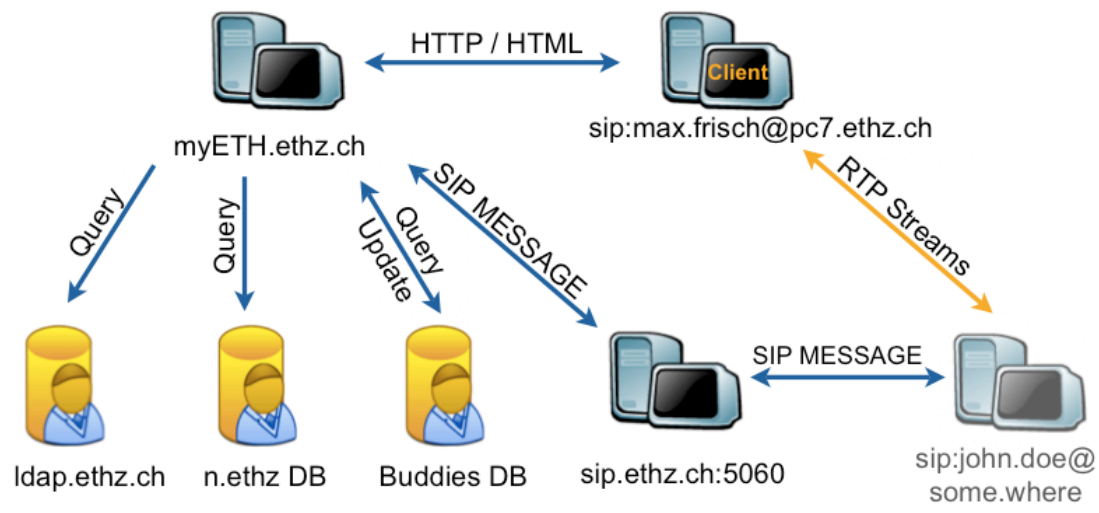 HTTP / HTML
Client
sip:max.frisch@pc7.ethz.ch
myETH.ethz.ch
Query
Query
Query
Update
SIP MESSAGE
RTP Streams
SIP MESSAGE
ldap.ethz.ch
n.ethz DB
Buddies DB
sip.ethz.ch:5060
sip:john.doe@
some.where